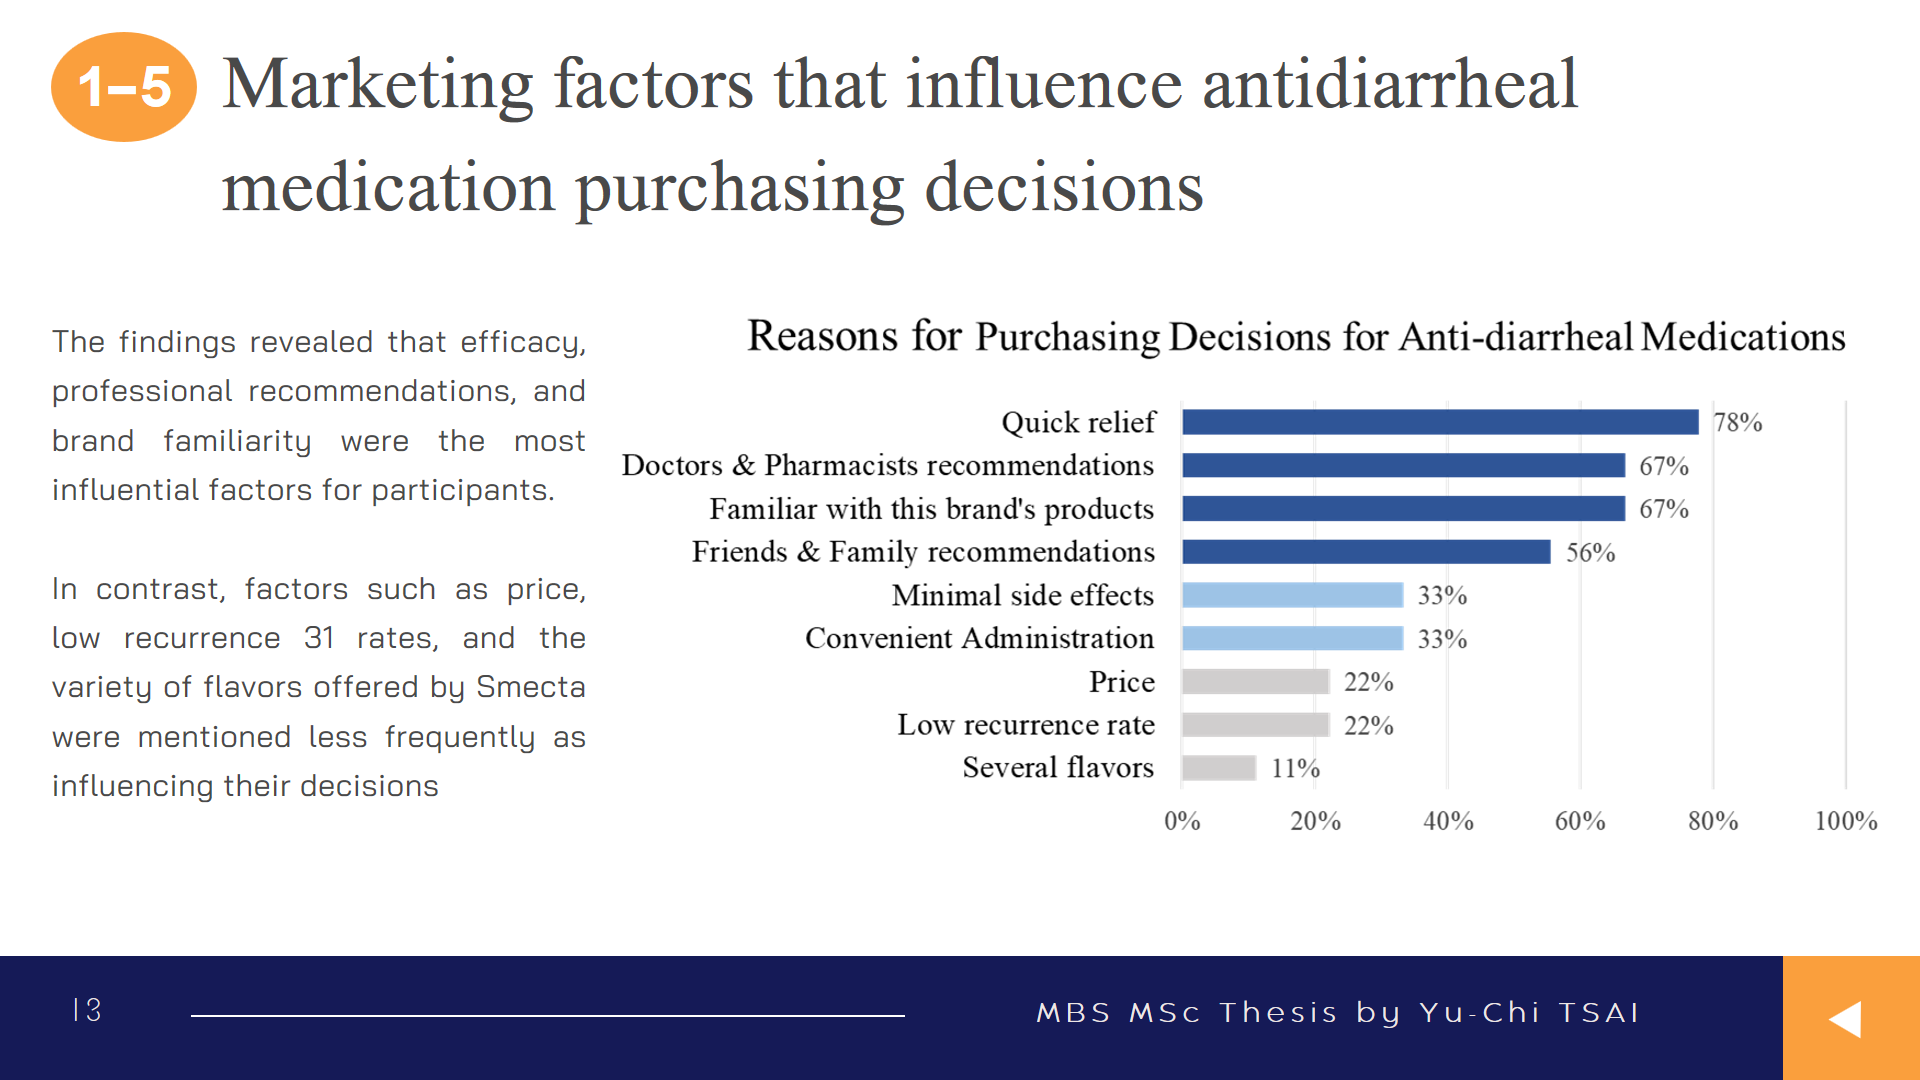 1–5
Marketing factors that influence antidiarrheal
medication purchasing decisions
The findings revealed that efficacy,
professional recommendations, and
brand familiarity were the most
influential factors for participants.
In contrast, factors such as price,
low recurrence 31 rates, and the
variety of flavors offered by Smecta
were mentioned less frequently as
influencing their decisions
Reasons for Purchasing Decisions for Anti-diarrheal Medications
Quick relief 78%
Doctors & Pharmacists recommendations 67%
Familiar with this brand's products 67%
Friends & Family recommendations 56%
Minimal side effects 33%
Convenient Administration 33%
Price 22%
Low recurrence rate 22%
Several flavors 11%
0% 20% 40% 60% 80% 100%
13
MBS MSc Thesis by Yu-Chi TSAI